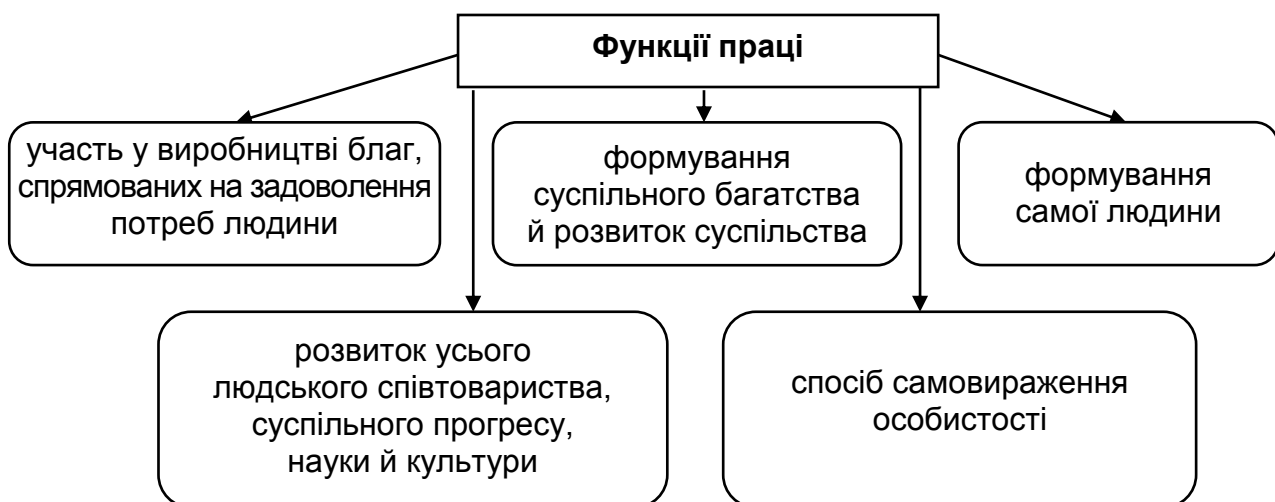 Функції праці
участь у виробництві благ,
спрямованих на задоволення
потреб людини
формування
суспільного багатства
й розвиток суспільства
формування
самої людини
розвиток усього
людського співтовариства,
суспільного прогресу,
науки й культури
спосіб самовираження
особистості